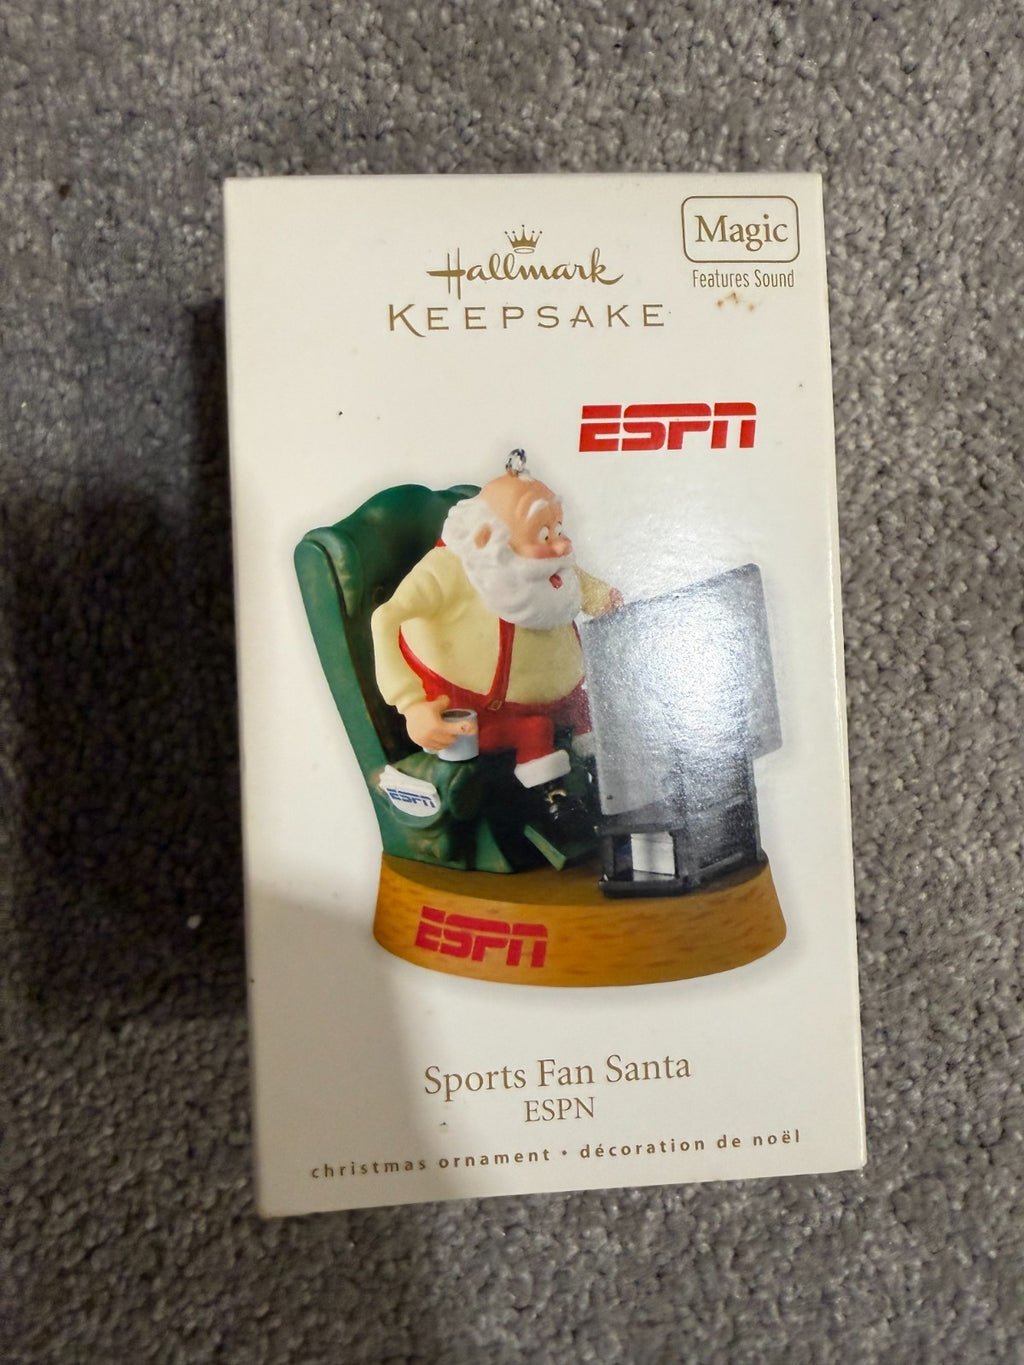 Magic
Features Sound
Hallmark
KEEPSAKE
ESPN
ESPN
ESPN
Sports Fan Santa
ESPN
christmas ornament • décoration de noël